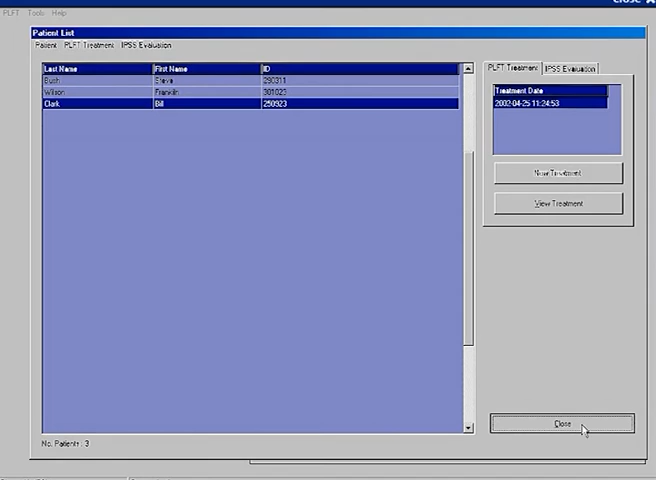 Close X
PLFT Tools Help
Patient List
Patient PLFT Treatment IPSS Evaluation
Last Name First Name ID
Bush Steve 290311
Wilson Franklin 301023
Clark Bill 250923
PLFT Treatment IPSS Evaluation
Treatment Date
2002-04-25 11:24:53
New Treatment
View Treatment
Close
No. Patients : 3